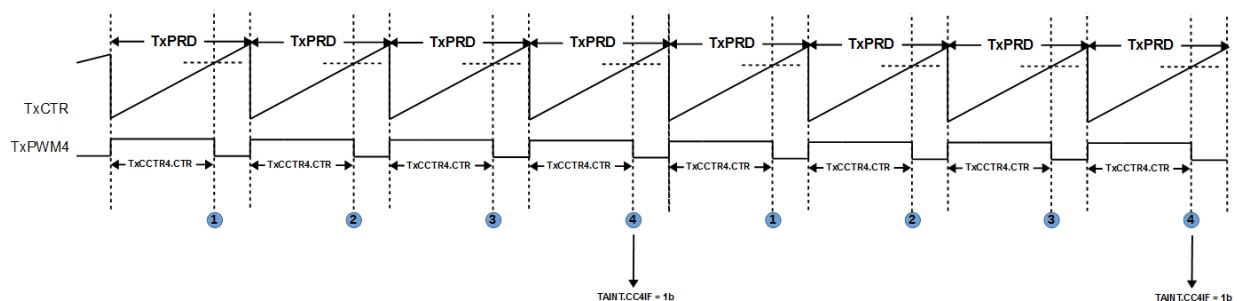 TxPRD TxPRD TxPRD TxPRD TxPRD TxPRD TxPRD TxPRD
TxCTR
TxPWM4
TxCCTR4.CTR TxCCTR4.CTR TxCCTR4.CTR TxCCTR4.CTR TxCCTR4.CTR TxCCTR4.CTR TxCCTR4.CTR TxCCTR4.CTR
1 2 3 4 1 2 3 4
TAINT.CC4IF = 1b TAINT.CC4IF = 1b